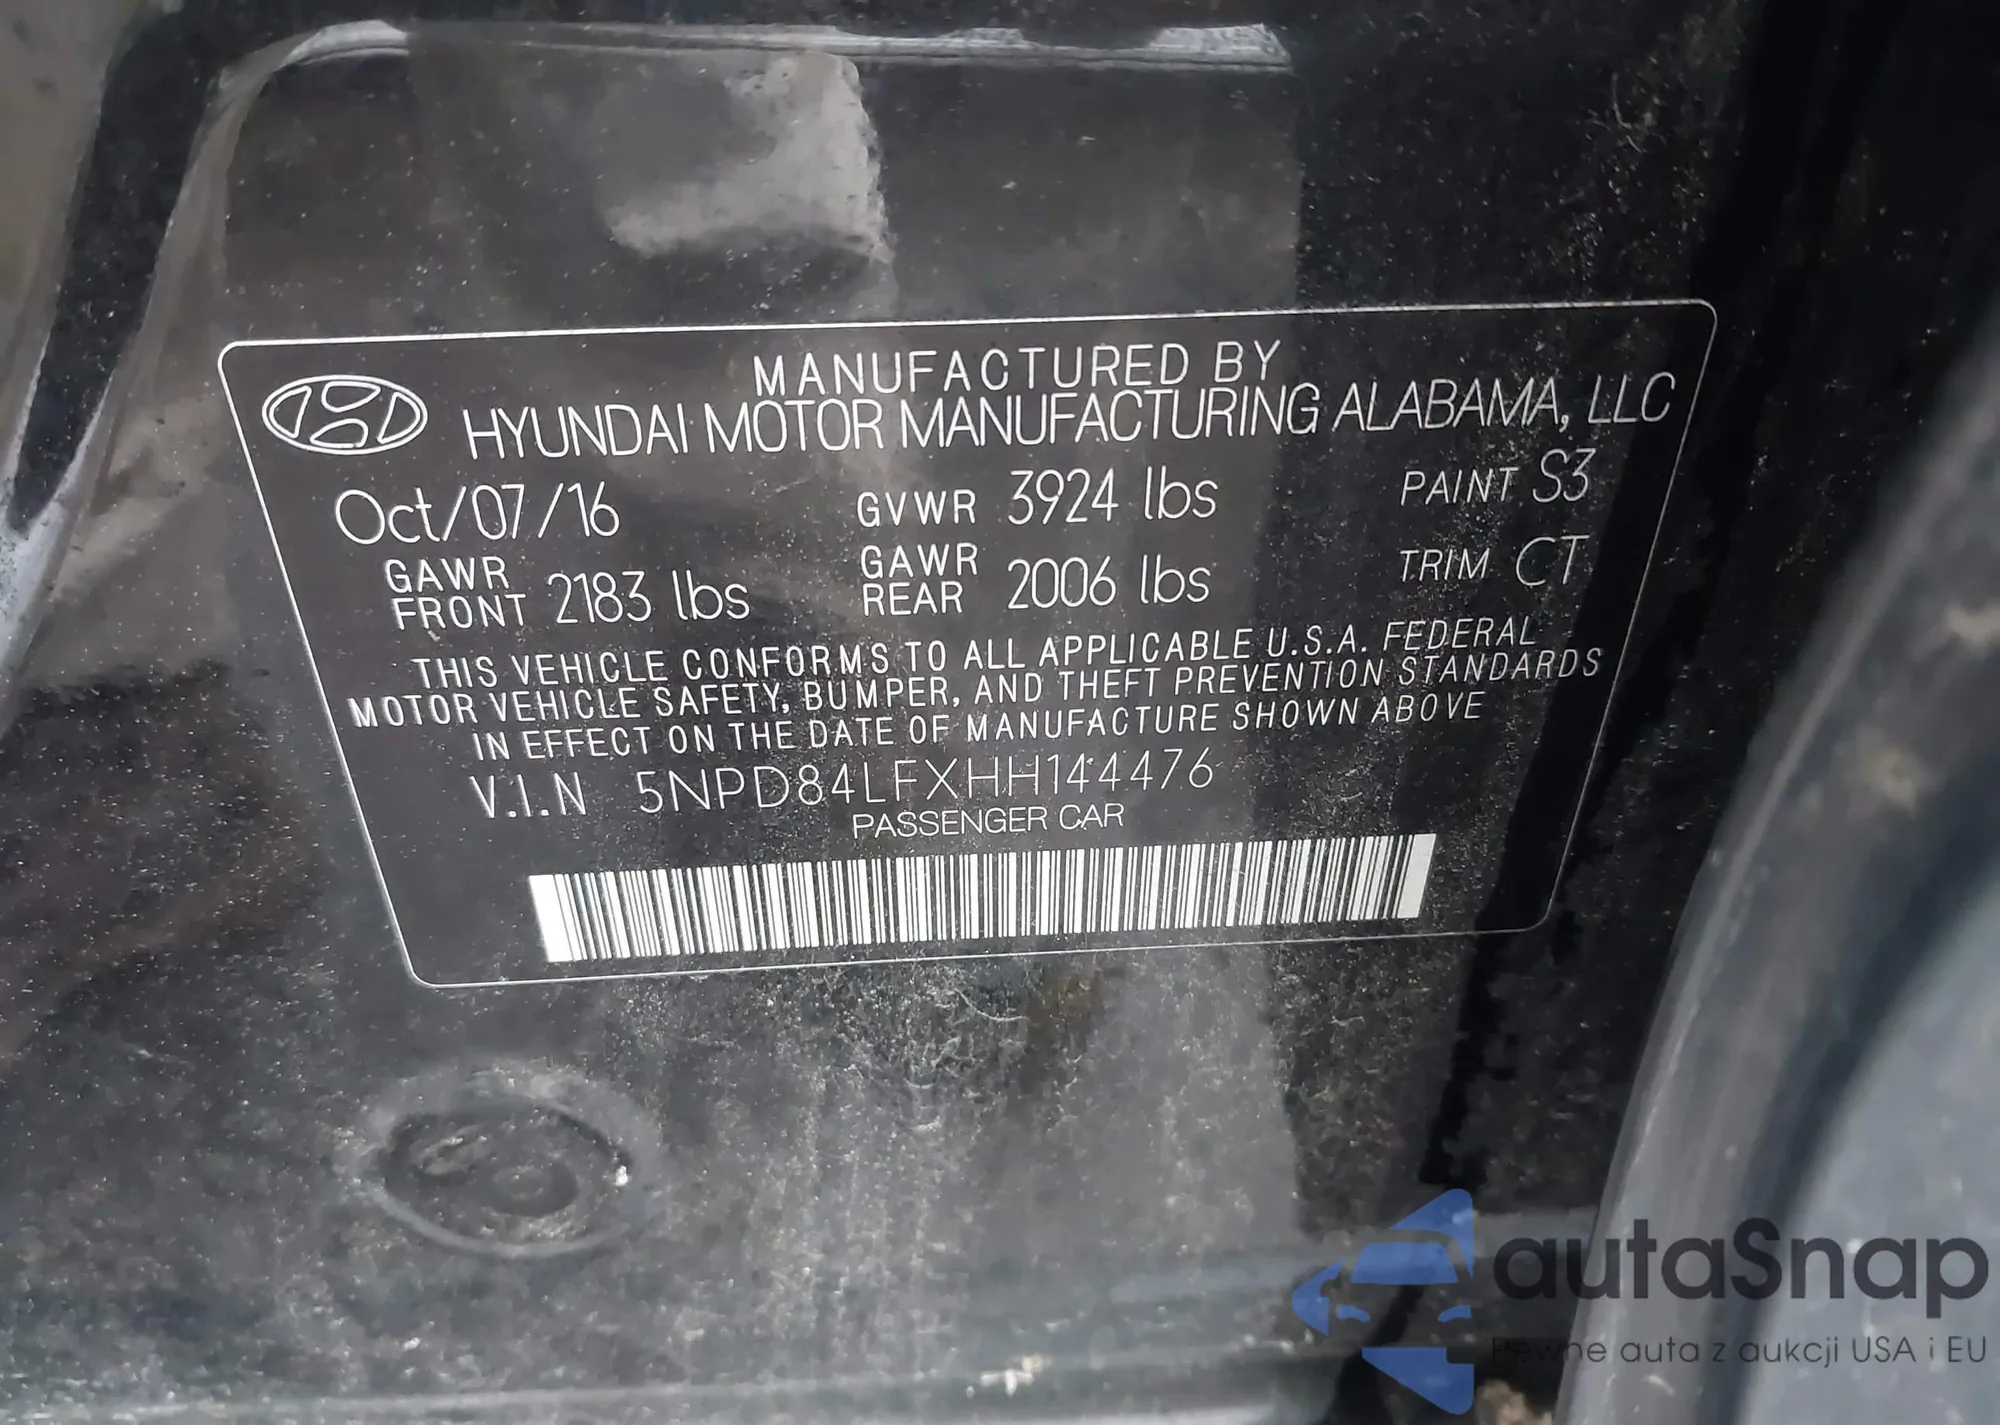 MANUFACTURED BY
HYUNDAI MOTOR MANUFACTURING ALABAMA, LLC
Oct/07/16 GVWR 3924 lbs PAINT S3
GAWR FRONT 2183 lbs GAWR REAR 2006 lbs TRIM CT
THIS VEHICLE CONFORMS TO ALL APPLICABLE U.S.A. FEDERAL
MOTOR VEHICLE SAFETY, BUMPER, AND THEFT PREVENTION STANDARDS
IN EFFECT ON THE DATE OF MANUFACTURE SHOWN ABOVE
V.I.N 5NPD84LFXHH144476
PASSENGER CAR
autaSnap
Pewne auta z aukcji USA i EU